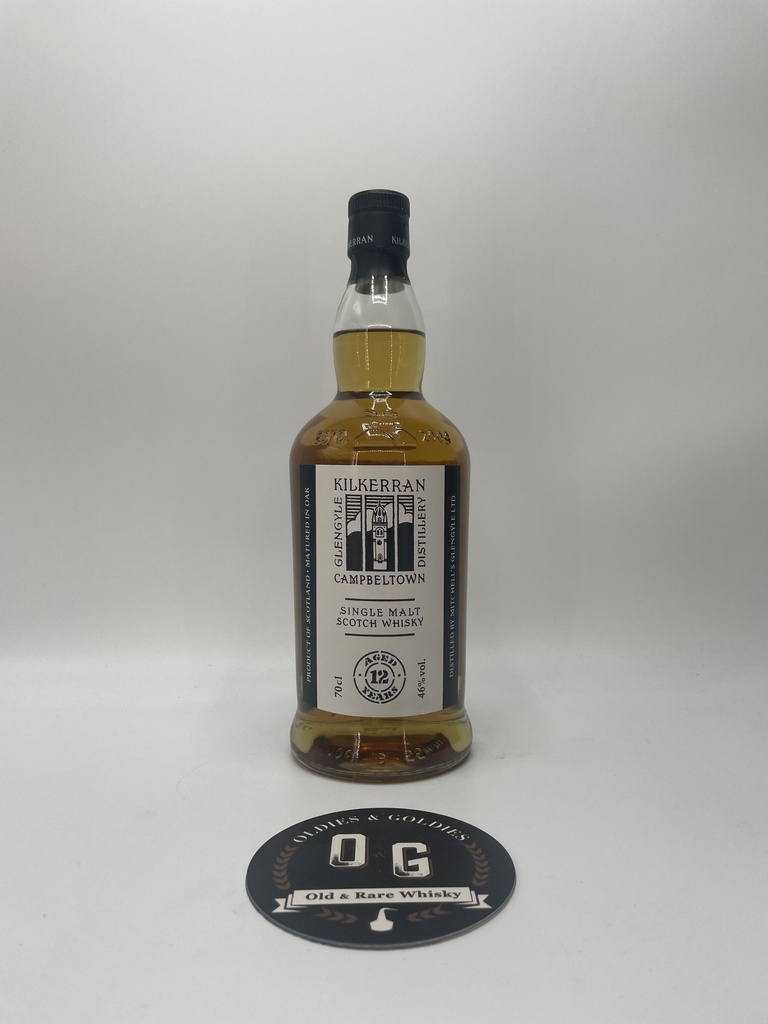 KILKERRAN
GLENGYLE
DISTILLERY
CAMPBELTOWN
SINGLE MALT
SCOTCH WHISKY
AGED
12
YEARS
70cl
46% vol.
PRODUCT OF SCOTLAND · MATURED IN OAK
DISTILLED BY MITCHELL'S GLENGYLE LTD
OLDIES & GOLDIES
O & G
Old & Rare Whisky